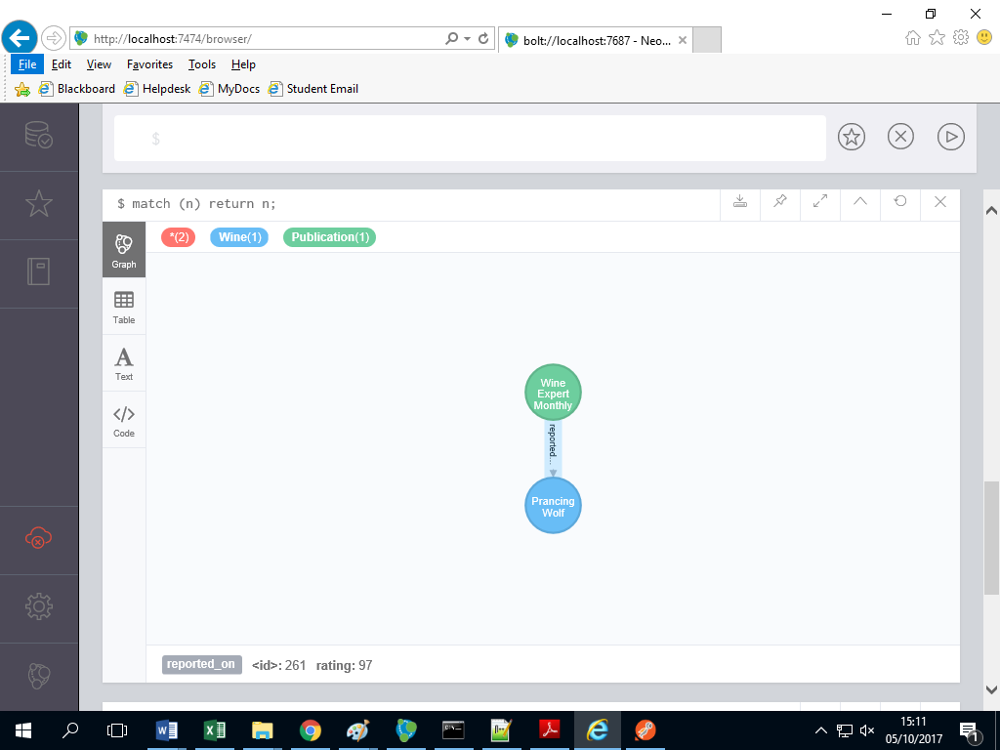 http://localhost:7474/browser/
bolt://localhost:7687 - Neo...
File Edit View Favorites Tools Help
Blackboard Helpdesk MyDocs Student Email
$
$ match (n) return n;
*(2) Wine(1) Publication(1)
Graph
Table
Text
Code
Wine
Expert
Monthly
reported...
Prancing
Wolf
reported_on <id>: 261 rating: 97
15:11
05/10/2017
1